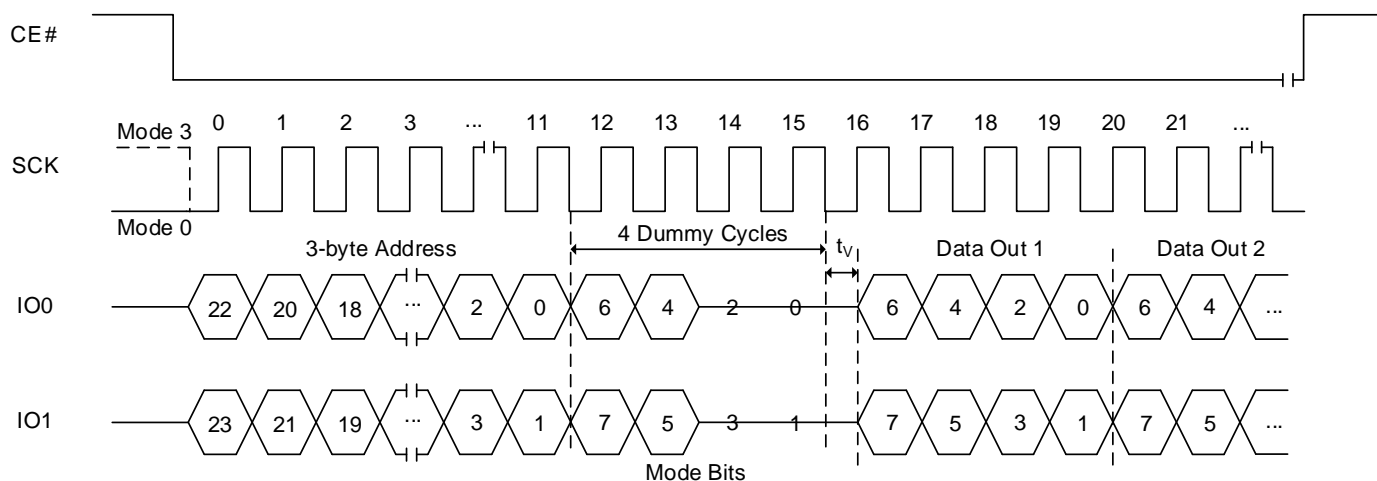 CE#
Mode 3
0 1 2 3 ... 11 12 13 14 15 16 17 18 19 20 21 ...
SCK
Mode 0
3-byte Address
4 Dummy Cycles
tV
Data Out 1
Data Out 2
IO0
22 20 18 ... 2 0 6 4 2 0 6 4 2 0 6 4 ...
IO1
23 21 19 ... 3 1 7 5 3 1 7 5 3 1 7 5 ...
Mode Bits